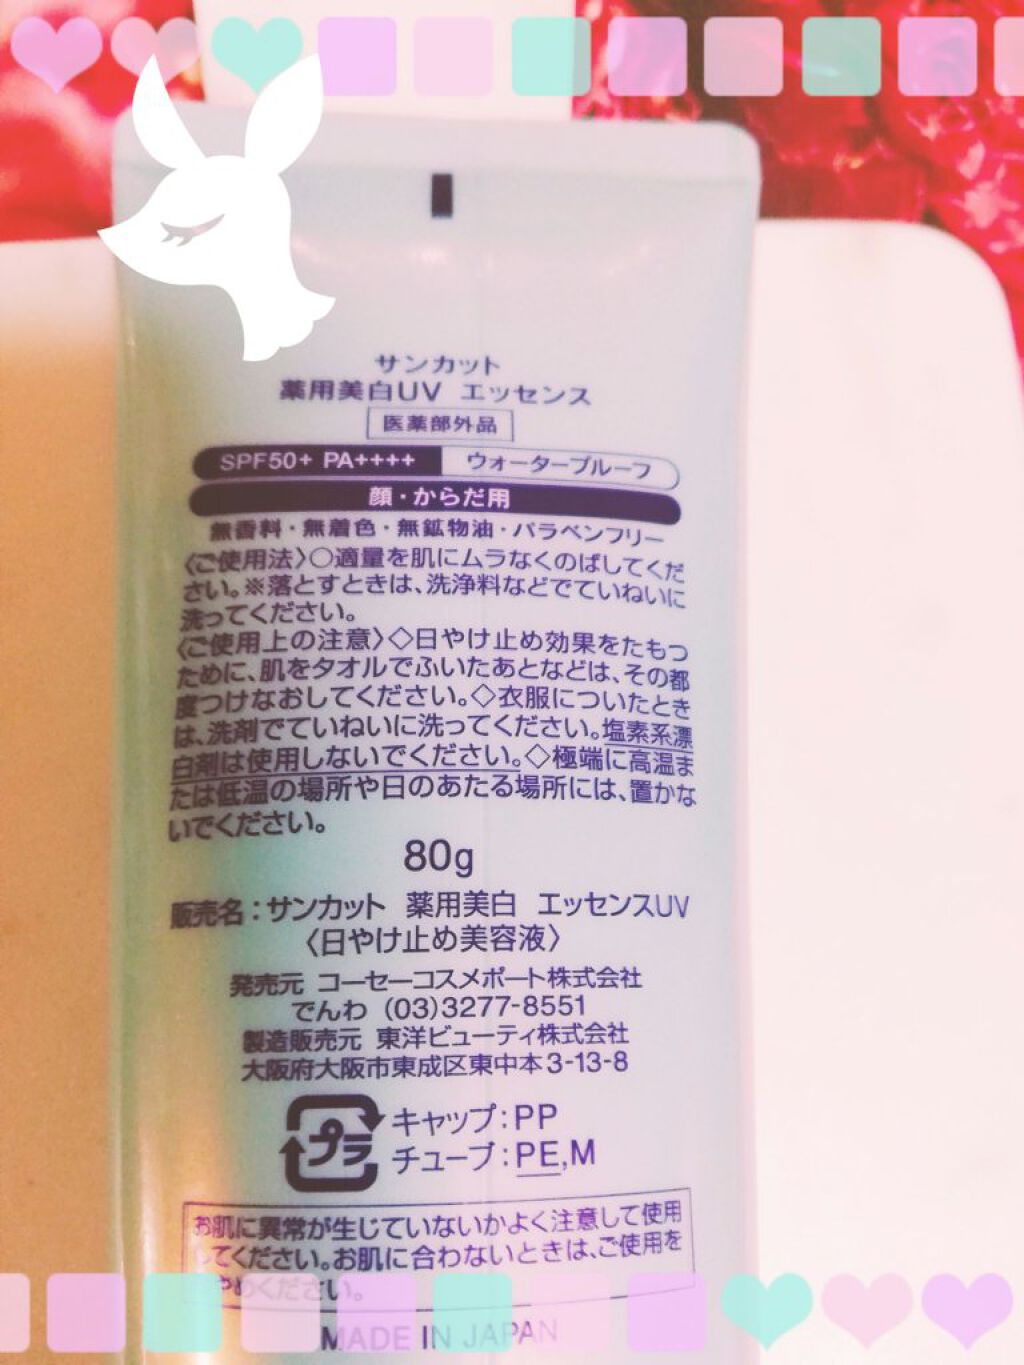 サンカット
薬用美白UV エッセンス
医薬部外品
SPF50+ PA++++ ウォータープルーフ
顔・からだ用
無香料・無着色・無鉱物油・パラベンフリー
〈ご使用法〉○適量を肌にムラなくのばしてくだ
さい。※落とすときは、洗浄料などでていねいに
洗ってください。
〈ご使用上の注意〉◇日やけ止め効果をたもつ
ために、肌をタオルでふいたあとなどは、その都
度つけなおしてください。◇衣服についたとき
は、洗剤でていねいに洗ってください。塩素系漂
白剤は使用しないでください。◇極端に高温ま
たは低温の場所や日のあたる場所には、置かな
いでください。
80g
販売名：サンカット 薬用美白 エッセンスUV
〈日やけ止め美容液〉
発売元 コーセーコスメポート株式会社
でんわ (03)3277-8551
製造販売元 東洋ビューティ株式会社
大阪府大阪市東成区東中本3-13-8
プラ
キャップ：PP
チューブ：PE,M
お肌に異常が生じていないかよく注意して使用
してください。お肌に合わないときは、ご使用を
おやめください。
MADE IN JAPAN